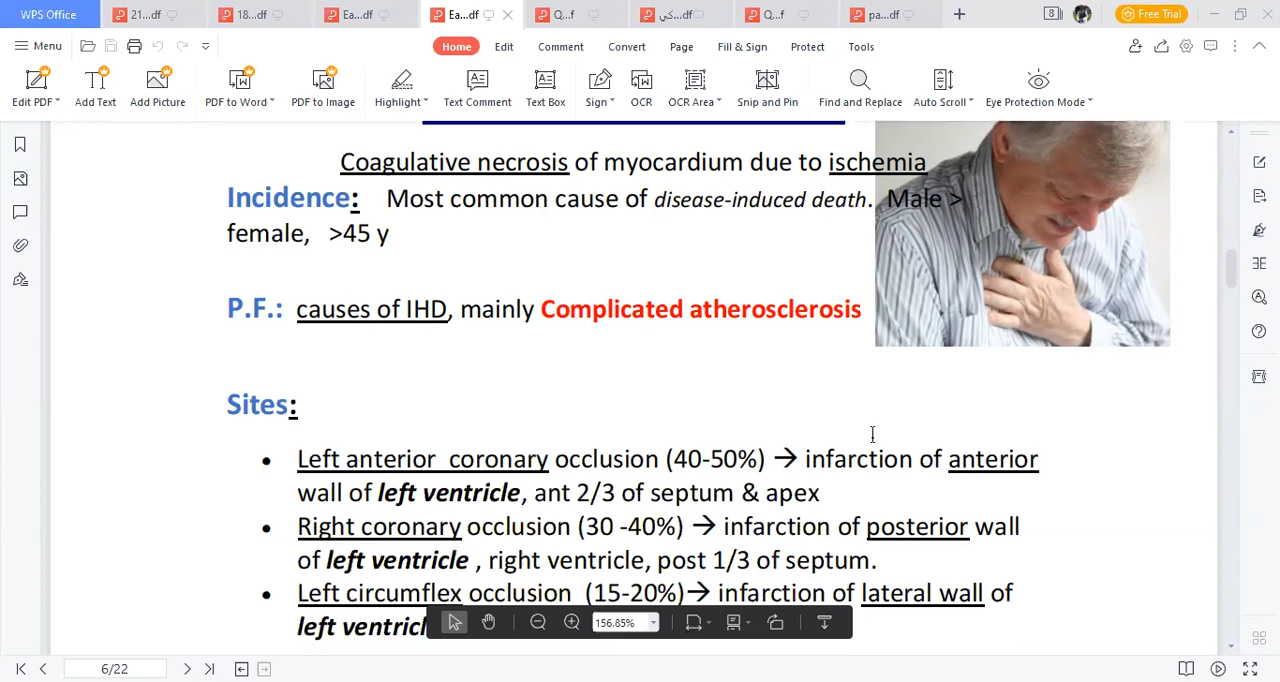 WPS Office
21...df
18...df
Ea...df
Ea...df
Q...f
كي...df
Q...f
pa...df
8
Free Trial
Menu
Home
Edit
Comment
Convert
Page
Fill & Sign
Protect
Tools
Edit PDF
Add Text
Add Picture
PDF to Word
PDF to Image
Highlight
Text Comment
Text Box
Sign
OCR
OCR Area
Snip and Pin
Find and Replace
Auto Scroll
Eye Protection Mode
Coagulative necrosis of myocardium due to ischemia
Incidence: Most common cause of disease-induced death. Male >
female, >45 y
P.F.: causes of IHD, mainly Complicated atherosclerosis
Sites:
• Left anterior coronary occlusion (40-50%) → infarction of anterior
wall of left ventricle, ant 2/3 of septum & apex
• Right coronary occlusion (30 -40%) → infarction of posterior wall
of left ventricle , right ventricle, post 1/3 of septum.
• Left circumflex occlusion (15-20%)→ infarction of lateral wall of
left ventricl
156.85%
6/22